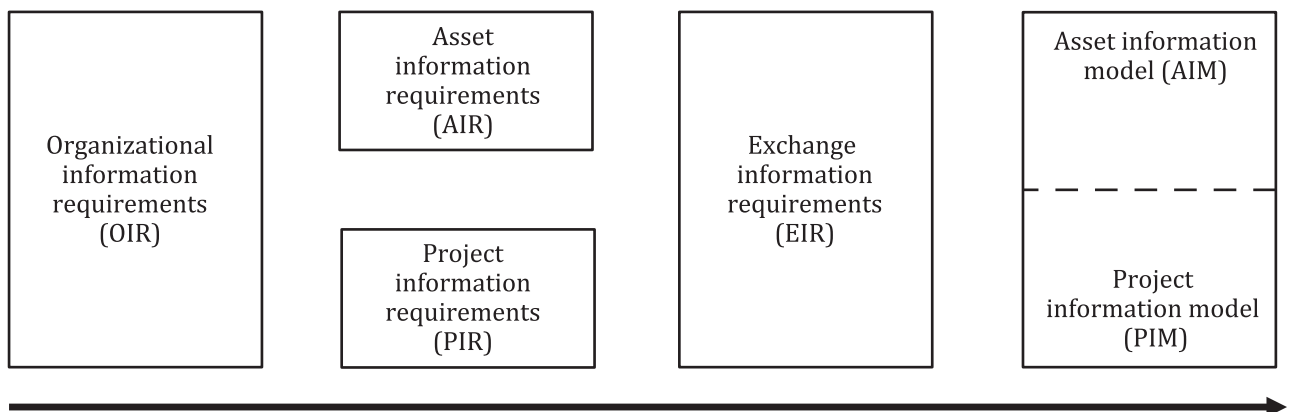 Organizational
information
requirements
(OIR)
Asset
information
requirements
(AIR)
Project
information
requirements
(PIR)
Exchange
information
requirements
(EIR)
Asset information
model (AIM)
Project
information model
(PIM)